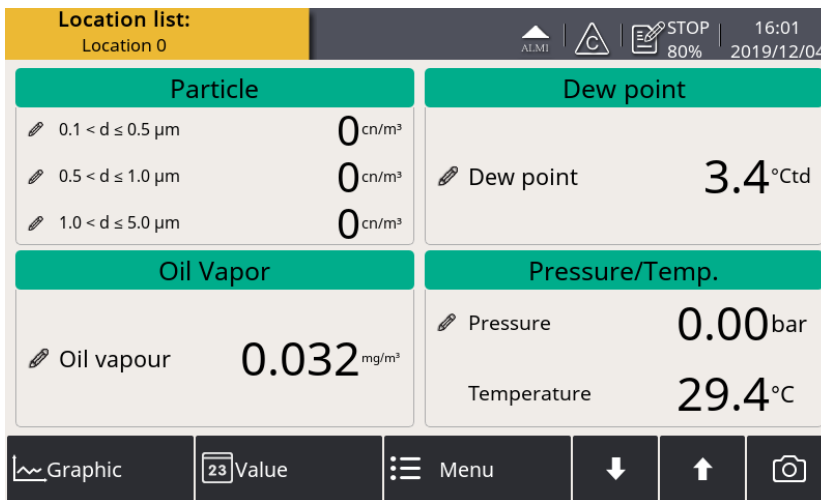 Location list:
Location 0
ALMI
C
STOP
80%
16:01
2019/12/04
Particle
0.1 < d ≤ 0.5 µm 0 cn/m³
0.5 < d ≤ 1.0 µm 0 cn/m³
1.0 < d ≤ 5.0 µm 0 cn/m³
Dew point
Dew point 3.4 °Ctd
Oil Vapor
Oil vapour 0.032 mg/m³
Pressure/Temp.
Pressure 0.00 bar
Temperature 29.4 °C
Graphic
23 Value
Menu